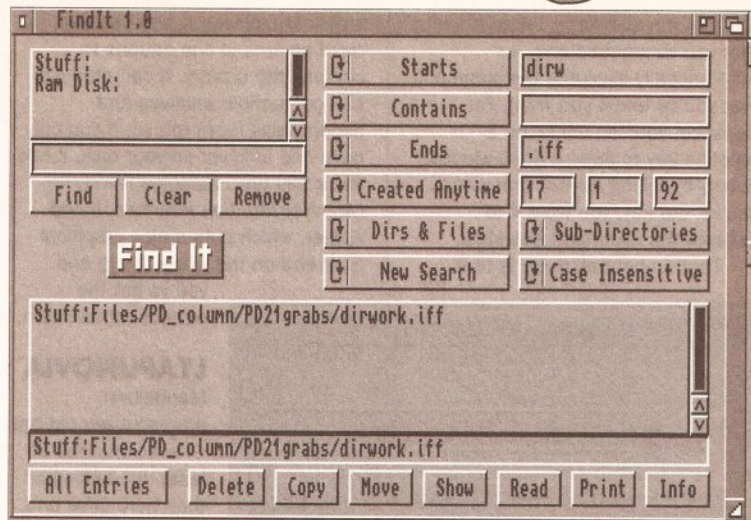 FindIt 1.0
Stuff:
Ram Disk:
Find
Clear
Remove
Find It
Starts
dirw
Contains
Ends
.iff
Created Anytime
17
1
92
Dirs & Files
Sub-Directories
New Search
Case Insensitive
Stuff:Files/PD_column/PD21grabs/dirwork.iff
Stuff:Files/PD_column/PD21grabs/dirwork.iff
All Entries
Delete
Copy
Move
Show
Read
Print
Info